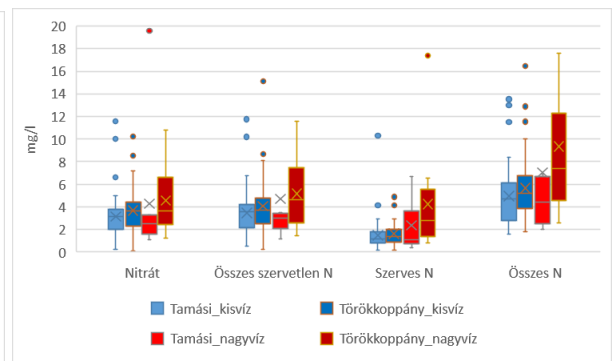 mg/l
20
18
16
14
12
10
8
6
4
2
0
Nitrát Összes szervetlen N Szerves N Összes N
Tamási_kisvíz Törökkoppány_kisvíz
Tamási_nagyvíz Törökkoppány_nagyvíz